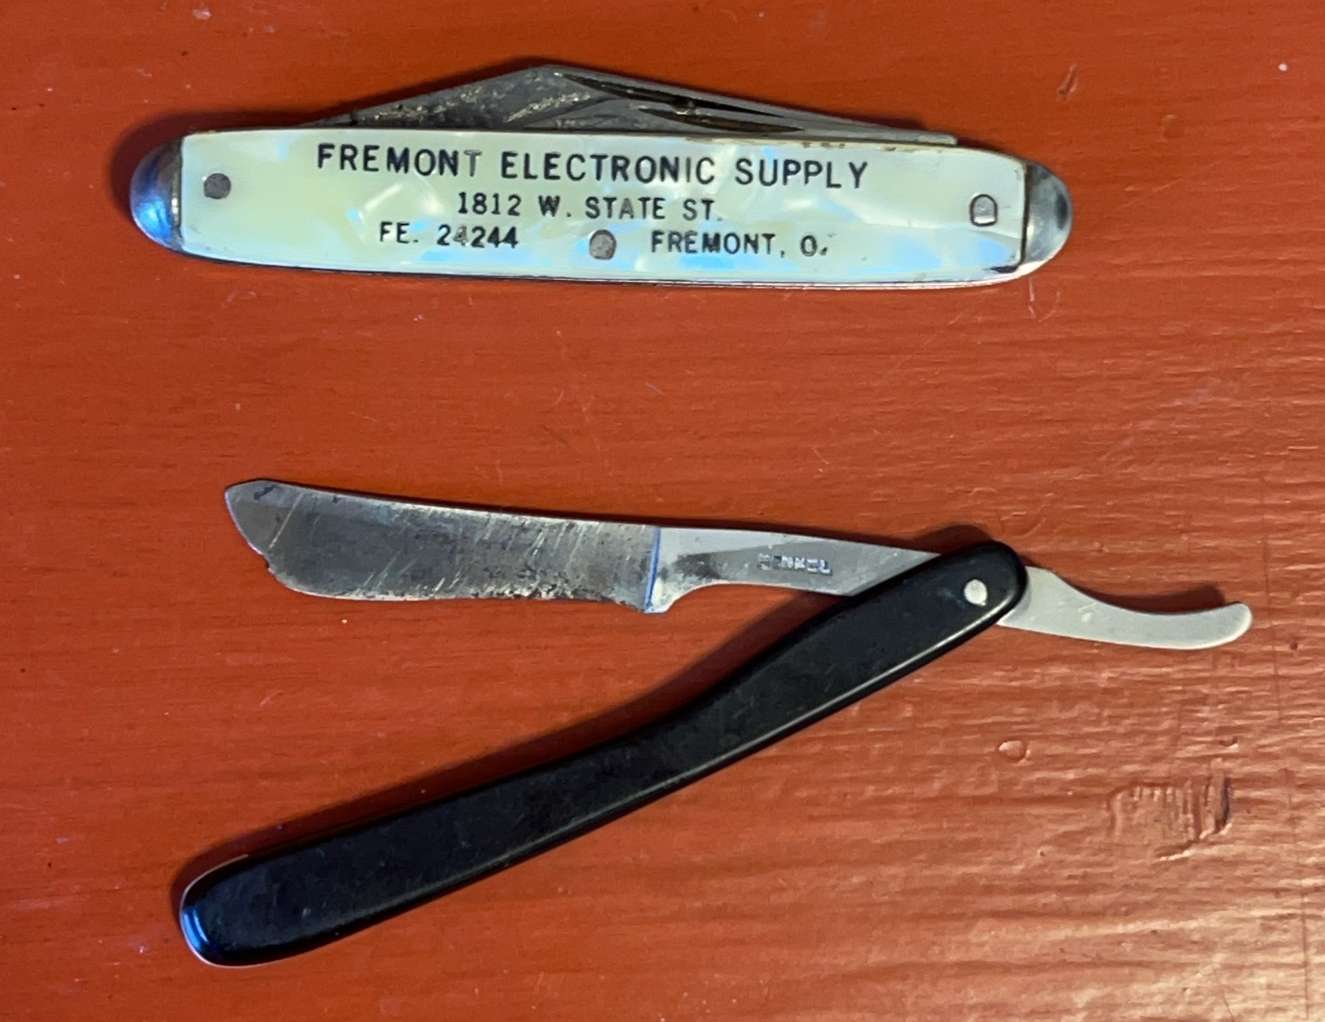 FREMONT ELECTRONIC SUPPLY
1812 W. STATE ST.
FE. 24244 FREMONT, O.